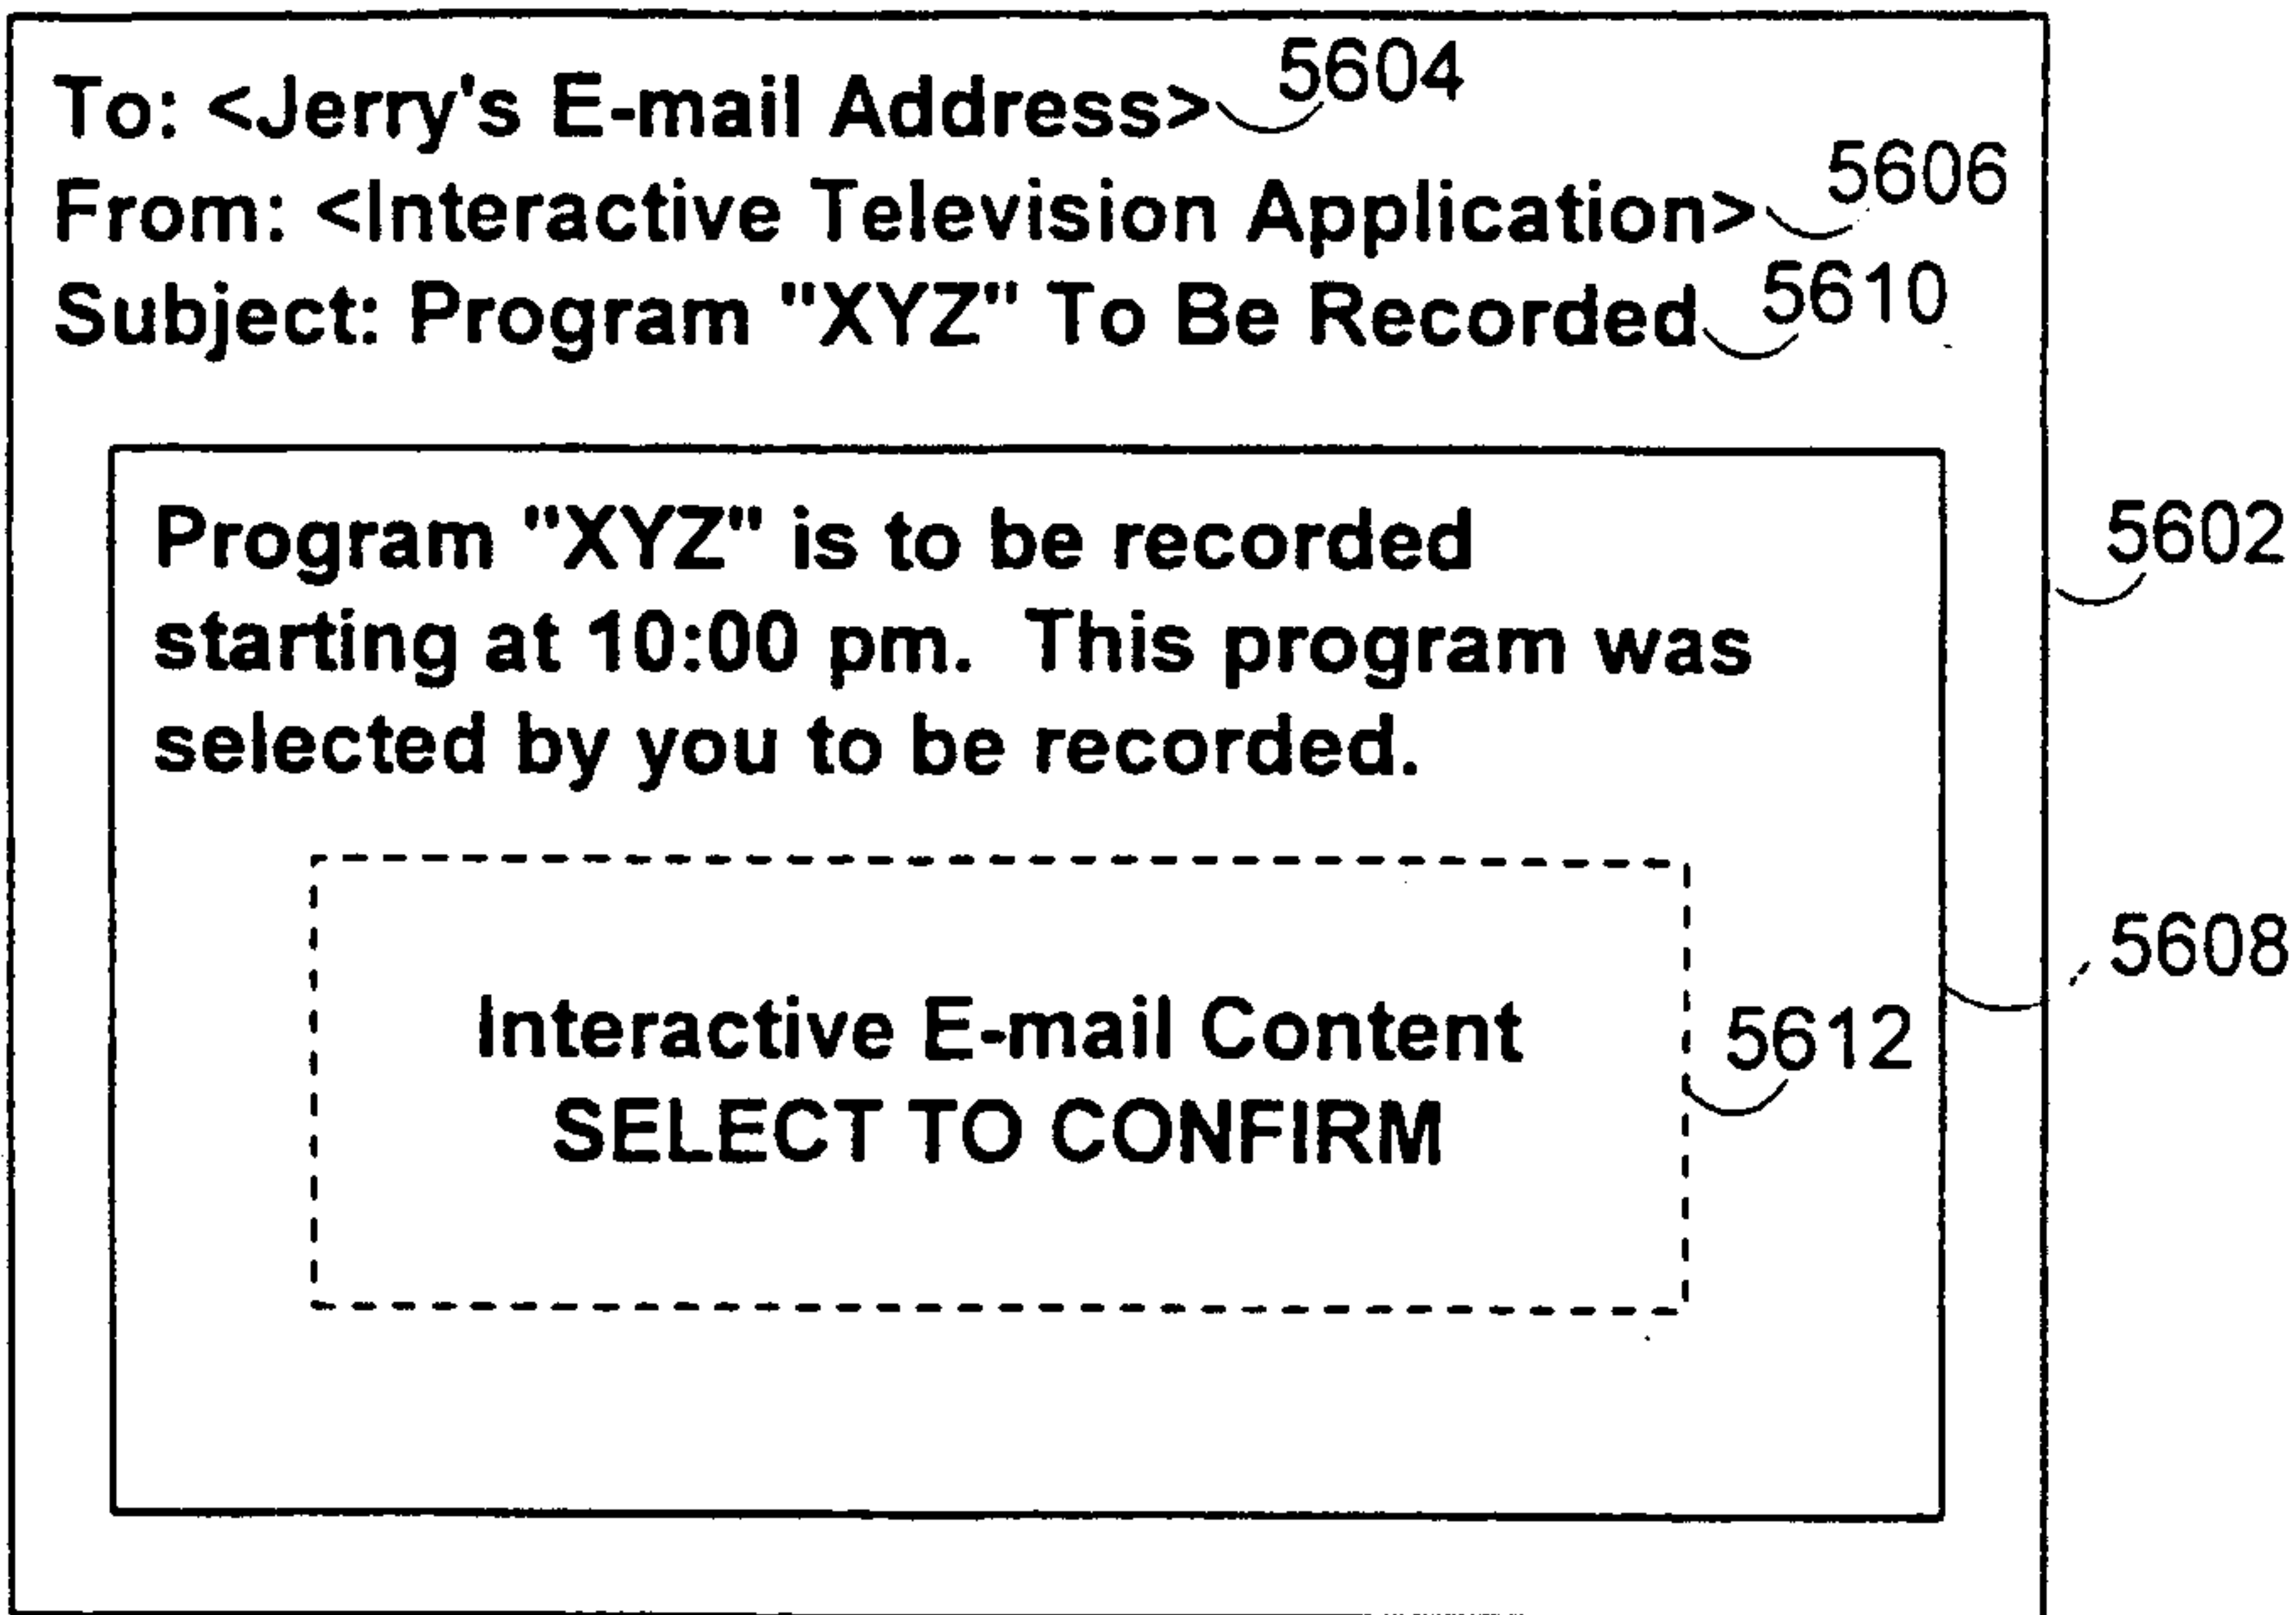 To: <Jerry's E-mail Address> 5604
From: <Interactive Television Application> 5606
Subject: Program "XYZ" To Be Recorded 5610
Program "XYZ" is to be recorded
5602
starting at 10:00 pm.  This program was
selected by you to be recorded.
5608
Interactive E-mail Content
5612
SELECT TO CONFIRM